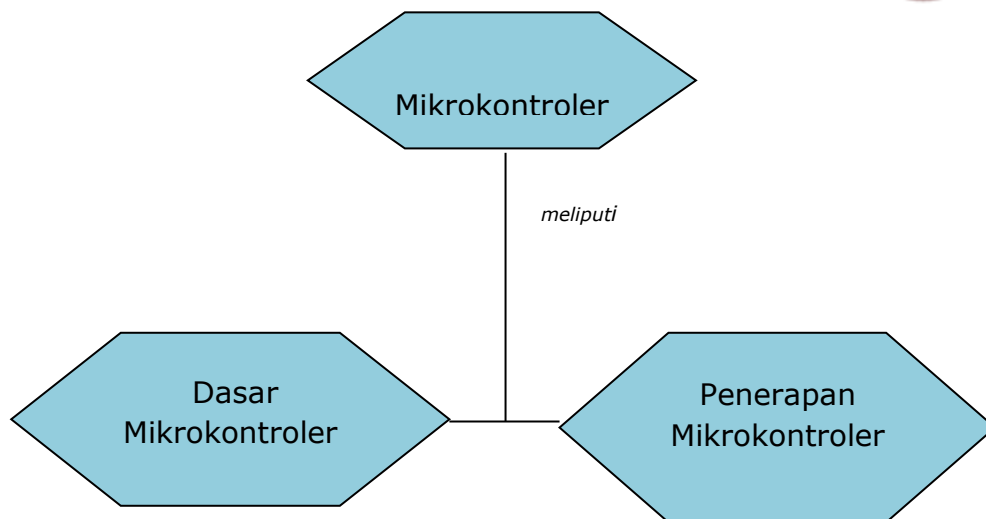 Mikrokontroler
meliputi
Dasar
Mikrokontroler
Penerapan
Mikrokontroler